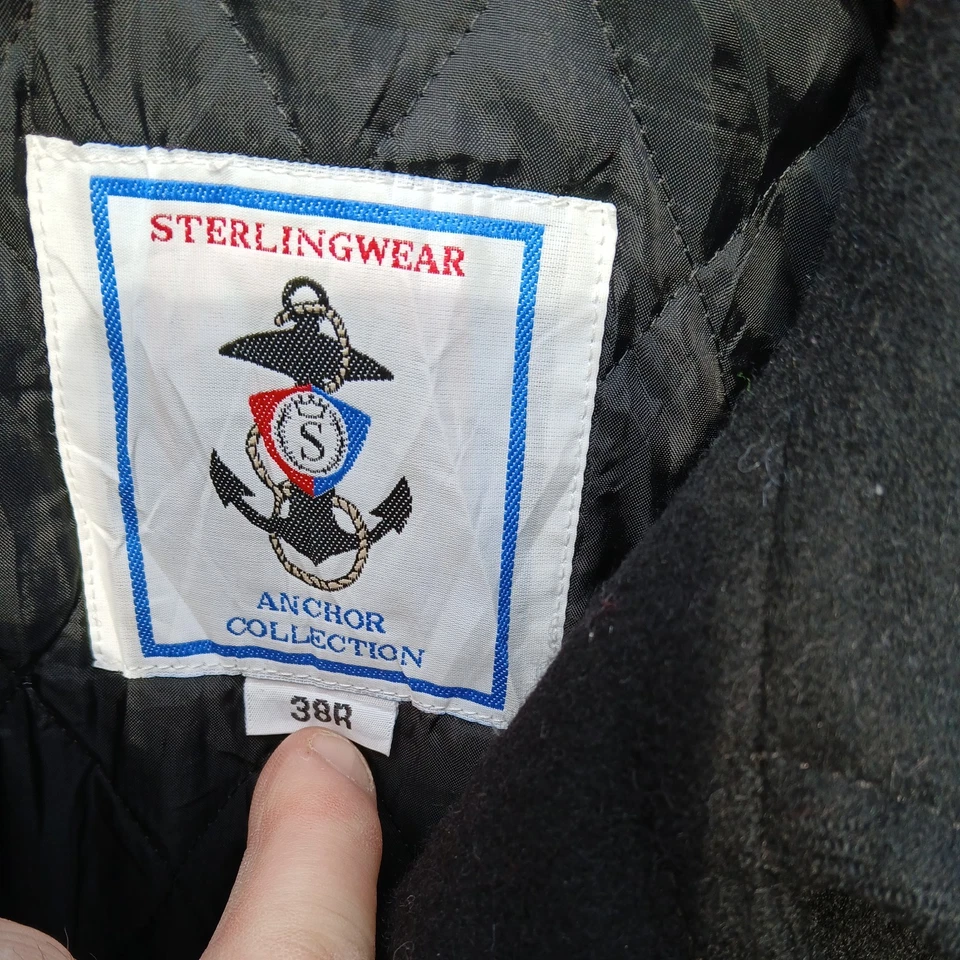 STERLINGWEAR
S
ANCHOR
COLLECTION
38R